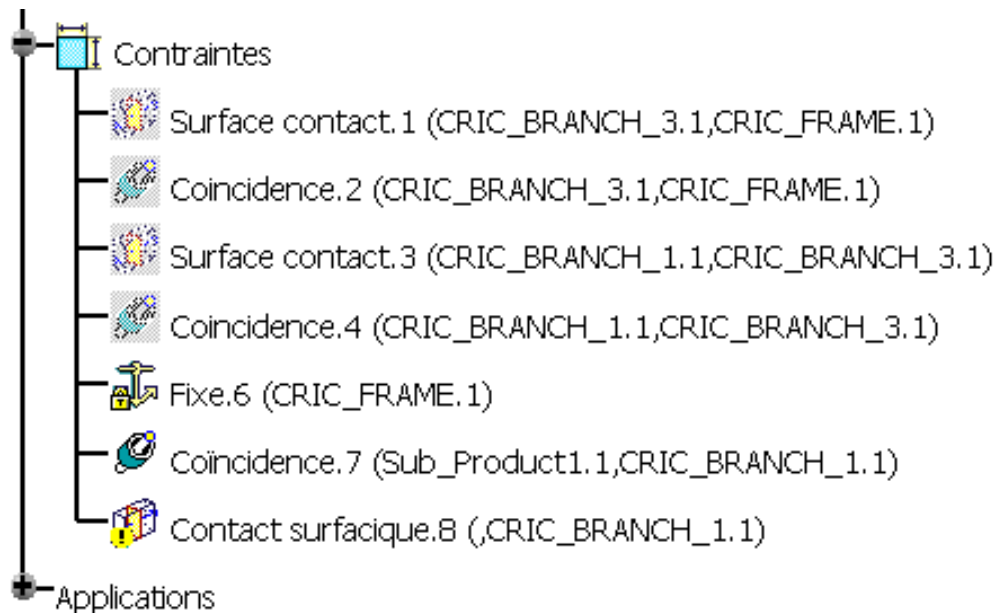 Contraintes
Surface contact.1 (CRIC_BRANCH_3.1,CRIC_FRAME.1)
Coincidence.2 (CRIC_BRANCH_3.1,CRIC_FRAME.1)
Surface contact.3 (CRIC_BRANCH_1.1,CRIC_BRANCH_3.1)
Coincidence.4 (CRIC_BRANCH_1.1,CRIC_BRANCH_3.1)
Fixe.6 (CRIC_FRAME.1)
Coïncidence.7 (Sub_Product1.1,CRIC_BRANCH_1.1)
Contact surfacique.8 (,CRIC_BRANCH_1.1)
Applications